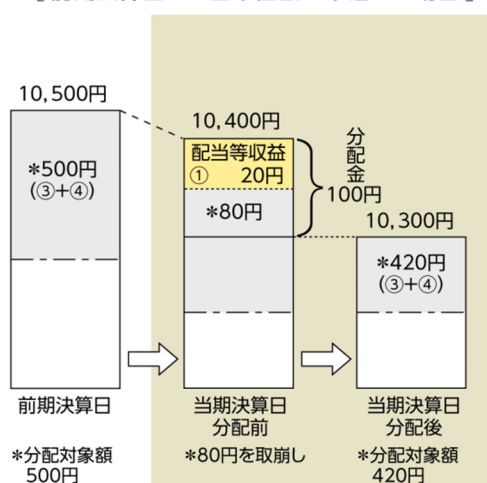 10,500円
*500円
(③+④)
前期決算日
*分配対象額
500円
10,400円
配当等収益
① 20円
*80円
分配金
100円
当期決算日
分配前
*80円を取崩し
10,300円
*420円
(③+④)
当期決算日
分配後
*分配対象額
420円